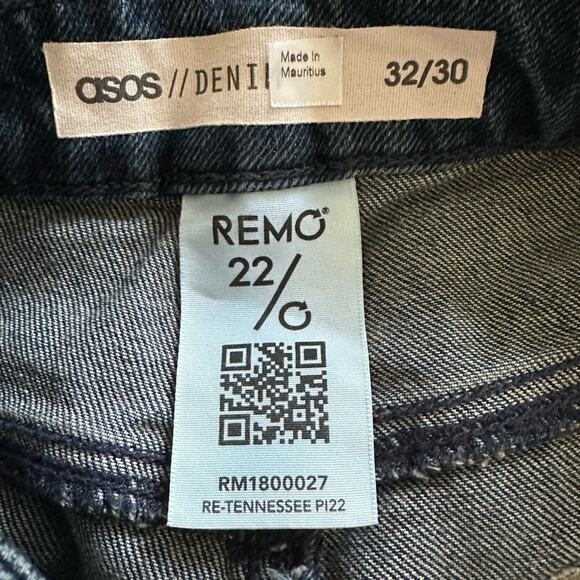 asos // DENI
Made In
Mauritius
32/30
REMO®
22/
RM1800027
RE-TENNESSEE PI22